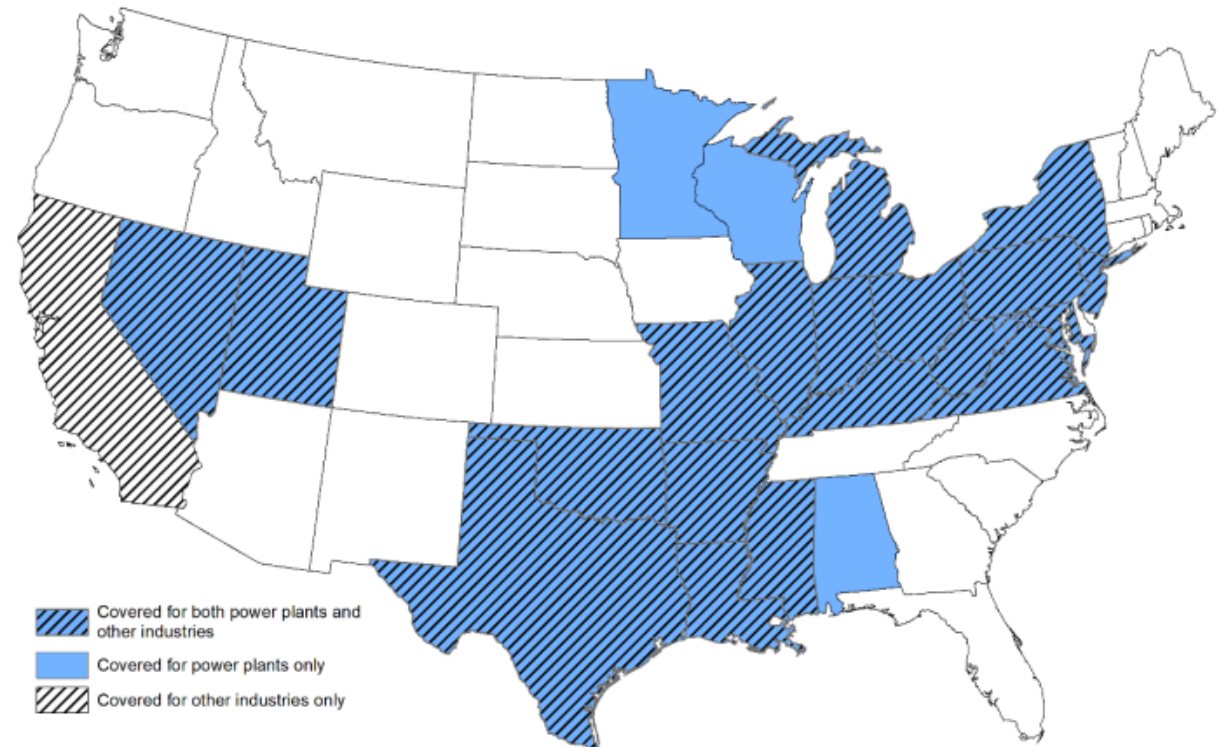 Covered for both power plants and
other industries
Covered for power plants only
Covered for other industries only